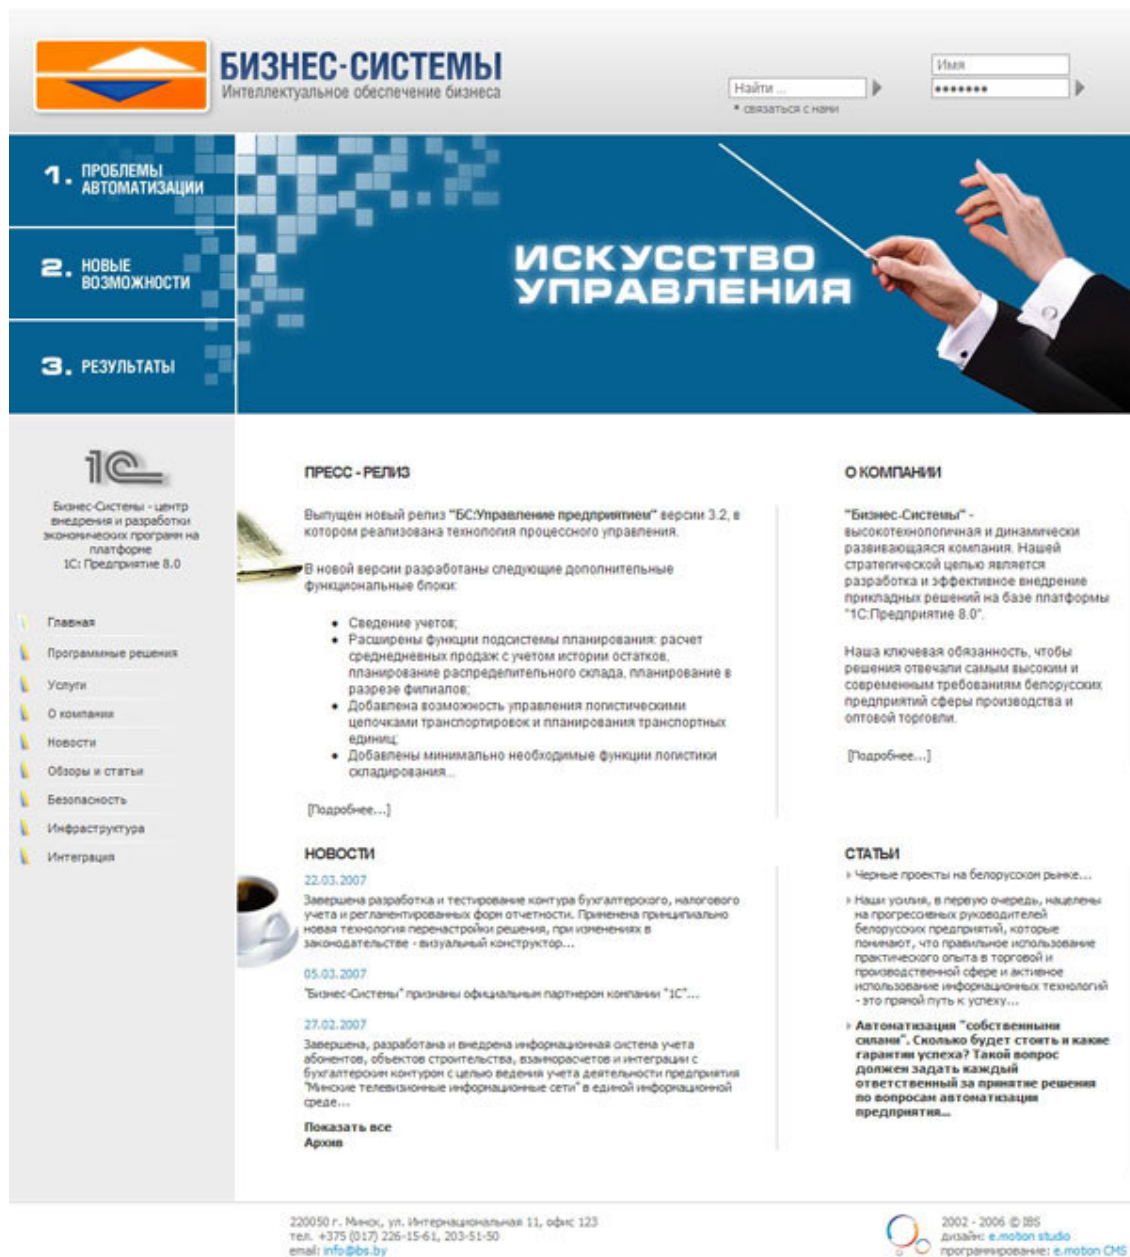 БИЗНЕС-СИСТЕМЫ
Интеллектуальное обеспечение бизнеса
Имя
Найти ...
•••••••
* связаться с нами
1. ПРОБЛЕМЫ
АВТОМАТИЗАЦИИ
2. НОВЫЕ
ВОЗМОЖНОСТИ
3. РЕЗУЛЬТАТЫ
ИСКУССТВО
УПРАВЛЕНИЯ
1С
Бизнес-Системы - центр
внедрения и разработки
экономических программ на
платформе
1С: Предприятие 8.0
Главная
Программные решения
Услуги
О компании
Новости
Обзоры и статьи
Безопасность
Инфраструктура
Интеграция
ПРЕСС - РЕЛИЗ
Выпущен новый релиз "БС:Управление предприятием" версии 3.2, в
котором реализована технология процессного управления.
В новой версии разработаны следующие дополнительные
функциональные блоки:
• Сведение учетов;
• Расширены функции подсистемы планирования: расчет
среднедневных продаж с учетом истории остатков,
планирование распределительного склада, планирование в
разрезе филиалов;
• Добавлена возможность управления логистическими
цепочками транспортировок и планирования транспортных
единиц;
• Добавлены минимально необходимые функции логистики
складирования...
[Подробнее...]
О КОМПАНИИ
"Бизнес-Системы" -
высокотехнологичная и динамически
развивающаяся компания. Нашей
стратегической целью является
разработка и эффективное внедрение
прикладных решений на базе платформы
"1С:Предприятие 8.0".
Наша ключевая обязанность, чтобы
решения отвечали самым высоким и
современным требованиям белорусских
предприятий сферы производства и
оптовой торговли.
[Подробнее...]
НОВОСТИ
22.03.2007
Завершена разработка и тестирование контура бухгалтерского, налогового
учета и регламентированных форм отчетности. Применена принципиально
новая технология перенастройки решения, при изменениях в
законодательстве - визуальный конструктор...
05.03.2007
"Бизнес-Системы" признаны официальным партнером компании "1С"...
27.02.2007
Завершена, разработана и внедрена информационная система учета
абонентов, объектов строительства, взаиморасчетов и интеграции с
бухгалтерским контуром с целью ведения учета деятельности предприятия
"Минские телевизионные информационные сети" в единой информационной
среде...
Показать все
Архив
СТАТЬИ
Черные проекты на белорусском рынке...
Наши усилия, в первую очередь, нацелены
на прогрессивных руководителей
белорусских предприятий, которые
понимают, что правильное использование
практического опыта в торговой и
производственной сфере и активное
использование информационных технологий
- это прямой путь к успеху...
Автоматизация "собственными
силами". Сколько будет стоить и какие
гарантии успеха? Такой вопрос
должен задать каждый
ответственный за принятие решения
по вопросам автоматизации
предприятия...
220050 г. Минск, ул. Интернациональная 11, офис 123
тел. +375 (017) 226-15-61, 203-51-50
email: info@ibs.by
2002 - 2006 © IBS
дизайн: e.motion studio
программирование: e.motion CMS